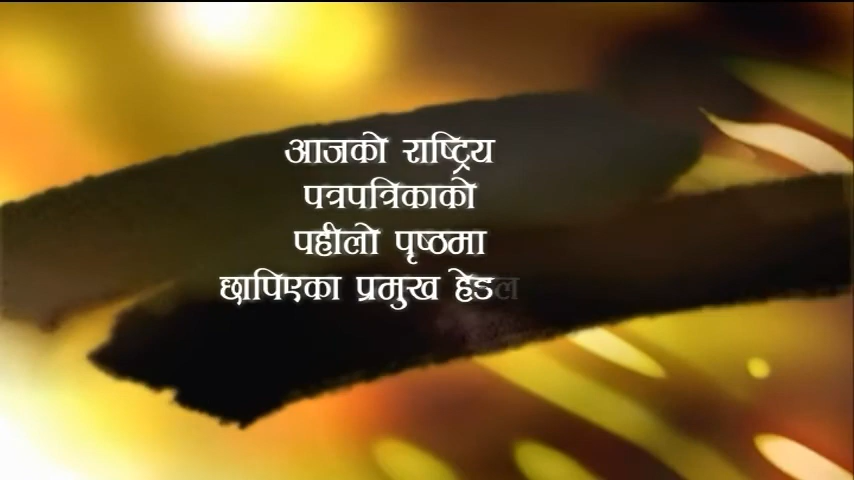 आजको राष्ट्रिय
पत्रपत्रिकाको
पहीलो पृष्ठमा
छापिएका प्रमुख